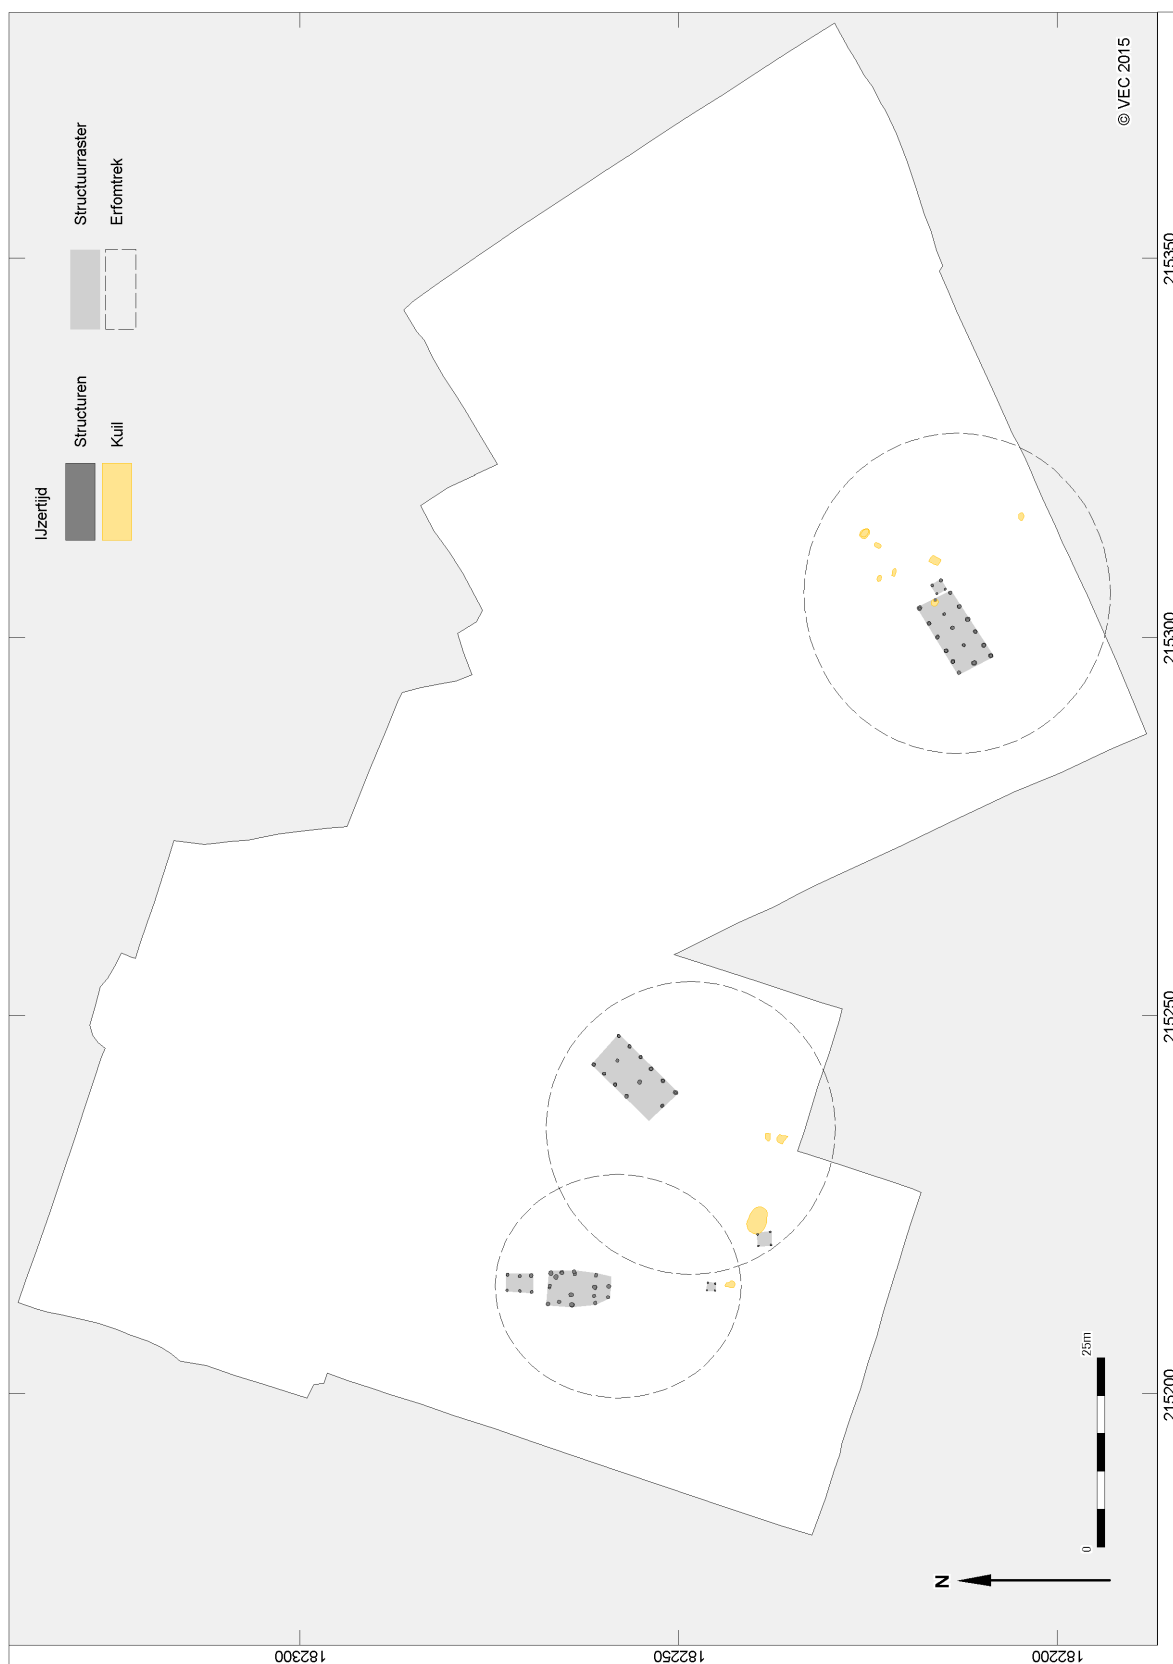 IJzertijd
Structuren
Kuil
Structuurraster
Erfomtrek
© VEC 2015
215350
215300
215250
215200
182300
182250
182200
0
25m
N